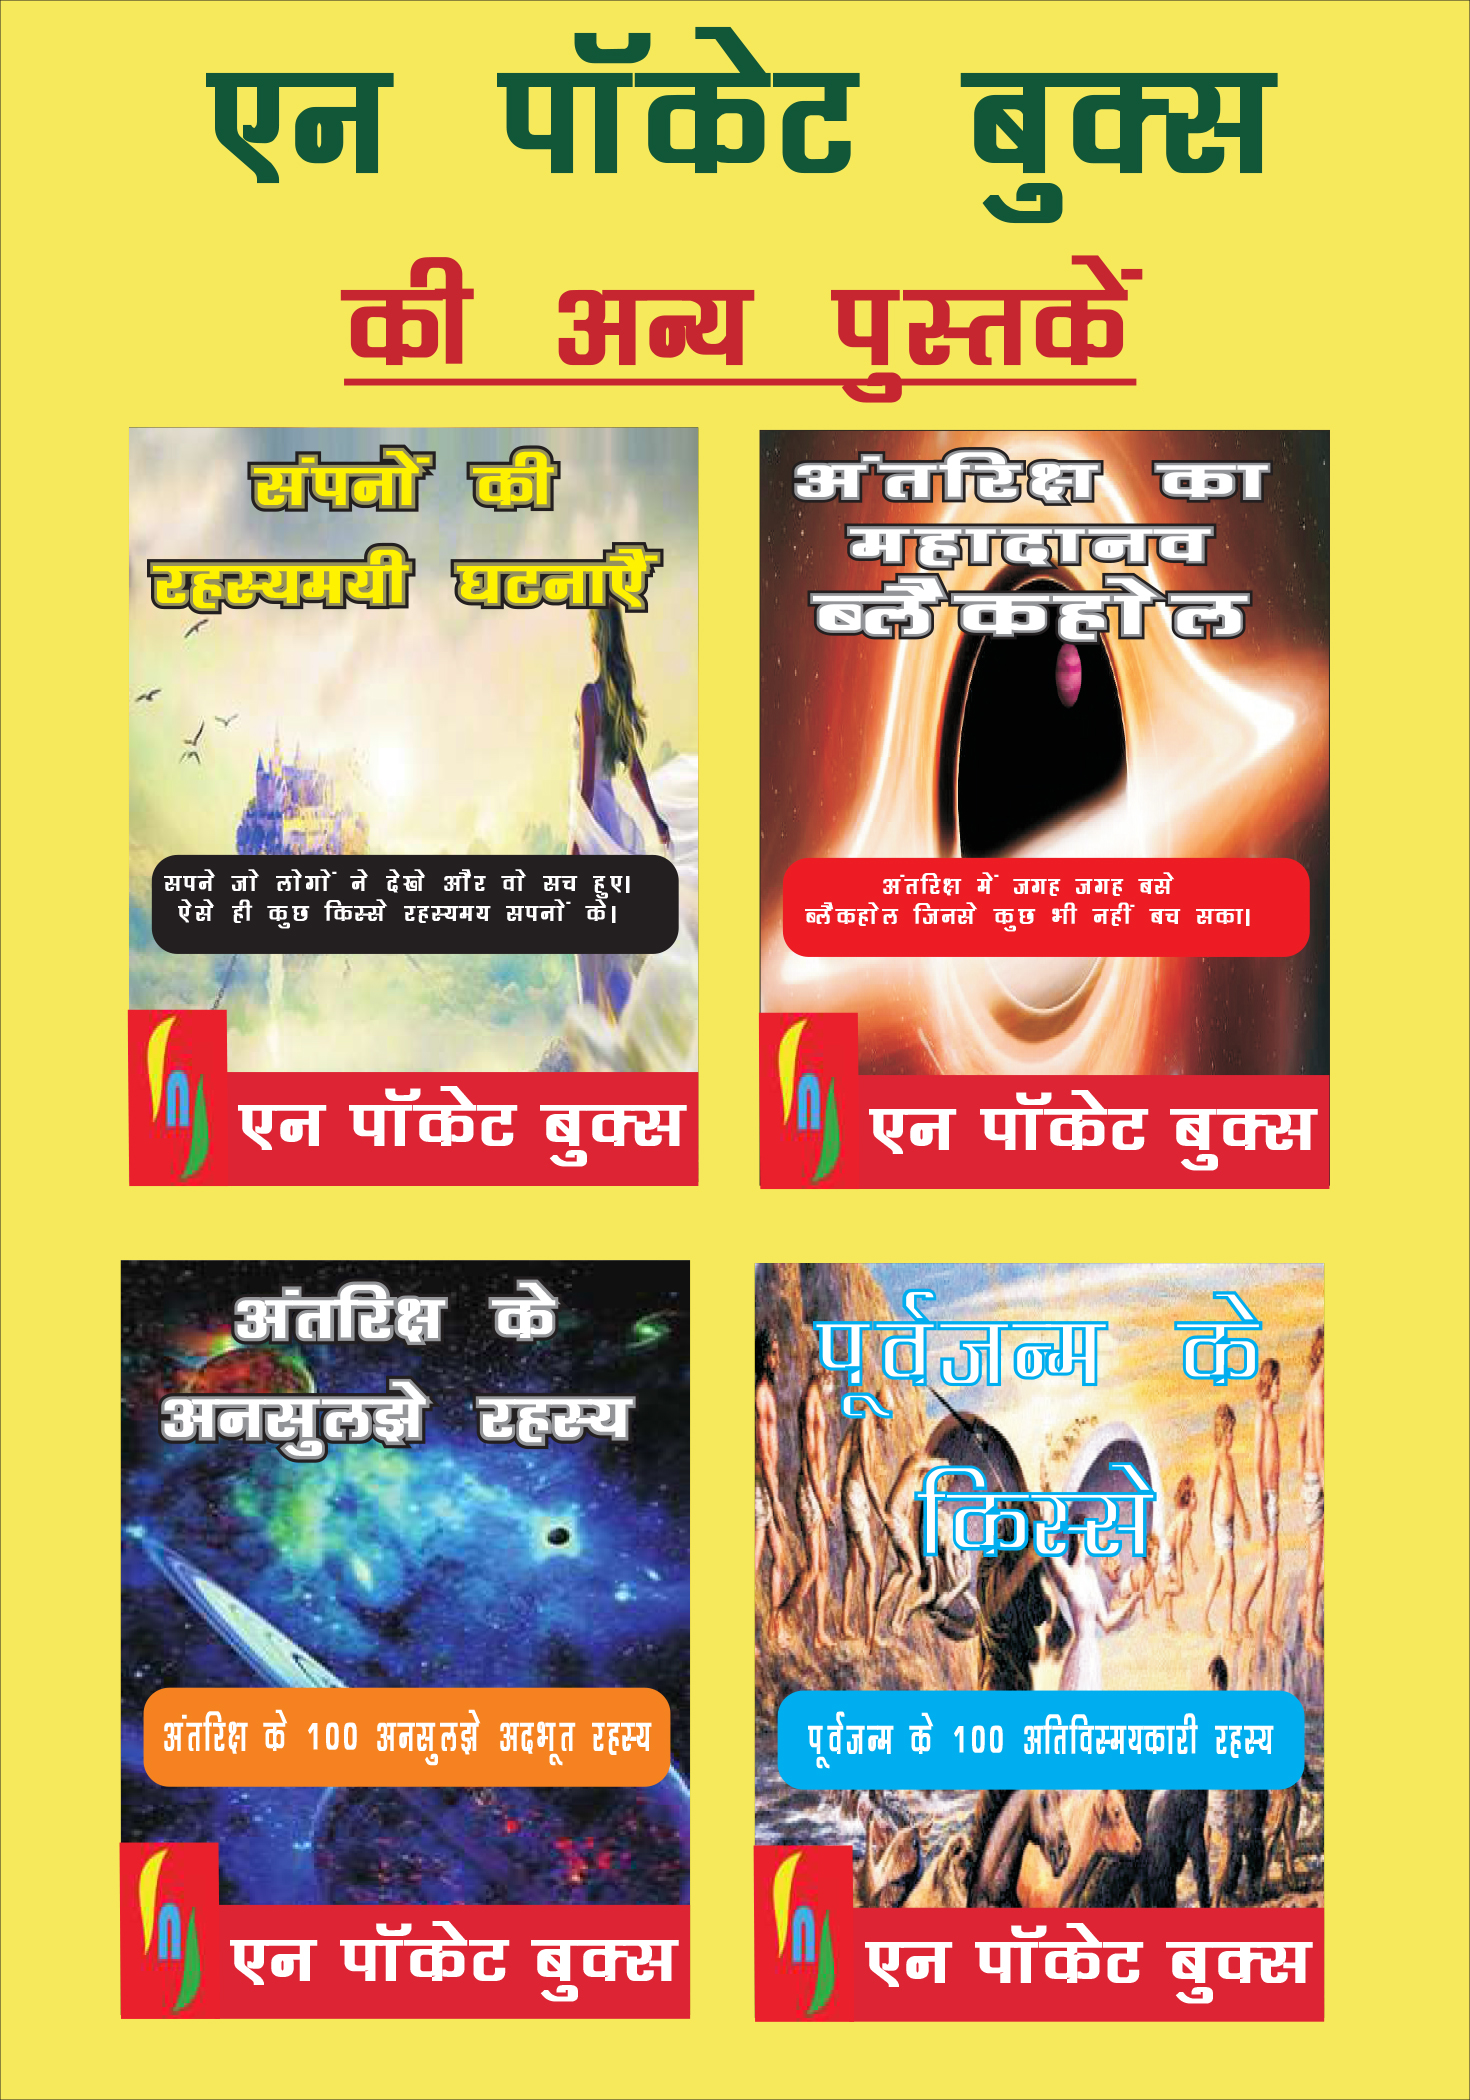 एन पॉकेट बुक्स
की अन्य पुस्तकें
संपनों की
रहस्यमयी घटनाएँ
सपने जो लोगों ने देखे और वो सच हुए।
ऐसे ही कुछ किस्से रहस्यमय सपनों के।
n
एन पॉकेट बुक्स
अंतरिक्ष का
महादानव
ब्लैकहोल
अंतरिक्ष में जगह जगह बसे
ब्लैकहोल जिनसे कुछ भी नहीं बच सका।
n
एन पॉकेट बुक्स
अंतरिक्ष के
अनसुलझे रहस्य
अंतरिक्ष के 100 अनसुलझे अदभूत रहस्य
n
एन पॉकेट बुक्स
पूर्वजन्म के
किस्से
पूर्वजन्म के 100 अतिविस्मयकारी रहस्य
n
एन पॉकेट बुक्स